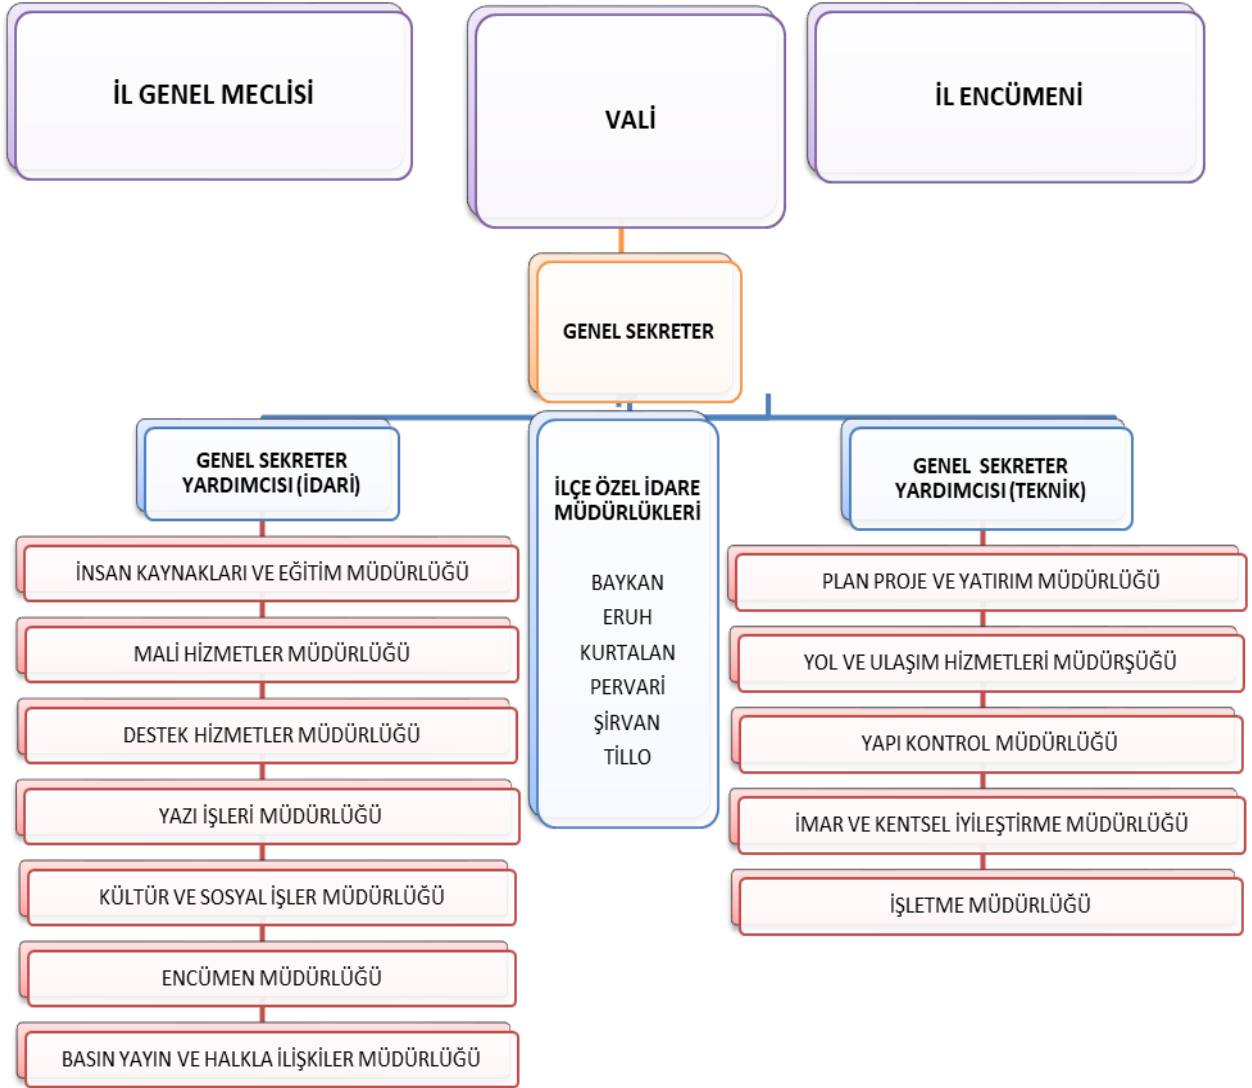 İL GENEL MECLİSİ
VALİ
İL ENCÜMENİ
GENEL SEKRETER
GENEL SEKRETER
YARDIMCISI (İDARİ)
İNSAN KAYNAKLARI VE EĞİTİM MÜDÜRLÜĞÜ
MALİ HİZMETLER MÜDÜRLÜĞÜ
DESTEK HİZMETLER MÜDÜRLÜĞÜ
YAZI İŞLERİ MÜDÜRLÜĞÜ
KÜLTÜR VE SOSYAL İŞLER MÜDÜRLÜĞÜ
ENCÜMEN MÜDÜRLÜĞÜ
BASIN YAYIN VE HALKLA İLİŞKİLER MÜDÜRLÜĞÜ
İLÇE ÖZEL İDARE
MÜDÜRLÜKLERİ
BAYKAN
ERUH
KURTALAN
PERVARİ
ŞİRVAN
TİLLO
GENEL SEKRETER
YARDIMCISI (TEKNİK)
PLAN PROJE VE YATIRIM MÜDÜRLÜĞÜ
YOL VE ULAŞIM HİZMETLERİ MÜDÜRŞÜĞÜ
YAPI KONTROL MÜDÜRLÜĞÜ
İMAR VE KENTSEL İYİLEŞTİRME MÜDÜRLÜĞÜ
İŞLETME MÜDÜRLÜĞÜ